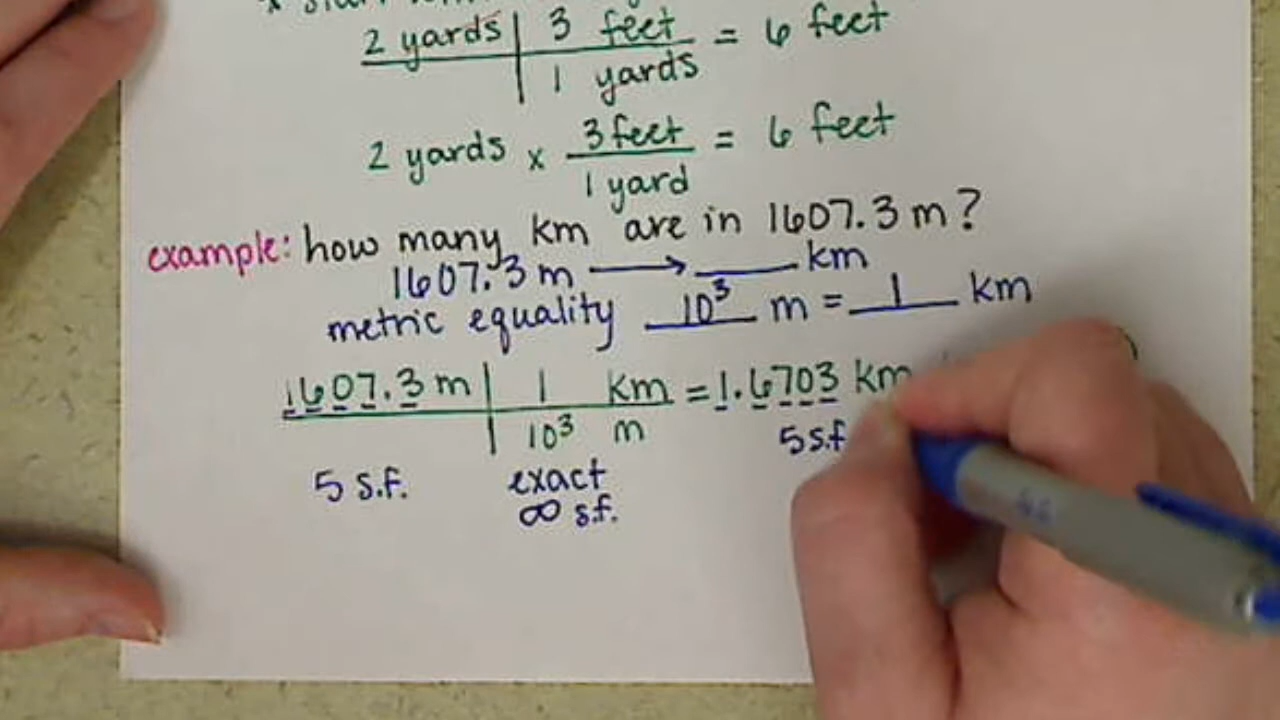 2 yards | 3 feet = 6 feet
1 yards
2 yards x 3 feet = 6 feet
1 yard
example: how many km are in 1607.3 m?
1607.3 m → ____ km
metric equality 10³ m = 1 km
1607.3 m | 1 km = 1.6703 km
10³ m
5 s.f. exact 5 s.f
∞ s.f.